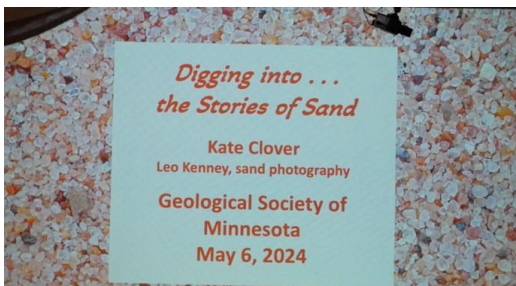 Digging into . . .
the Stories of Sand
Kate Clover
Leo Kenney, sand photography
Geological Society of
Minnesota
May 6, 2024